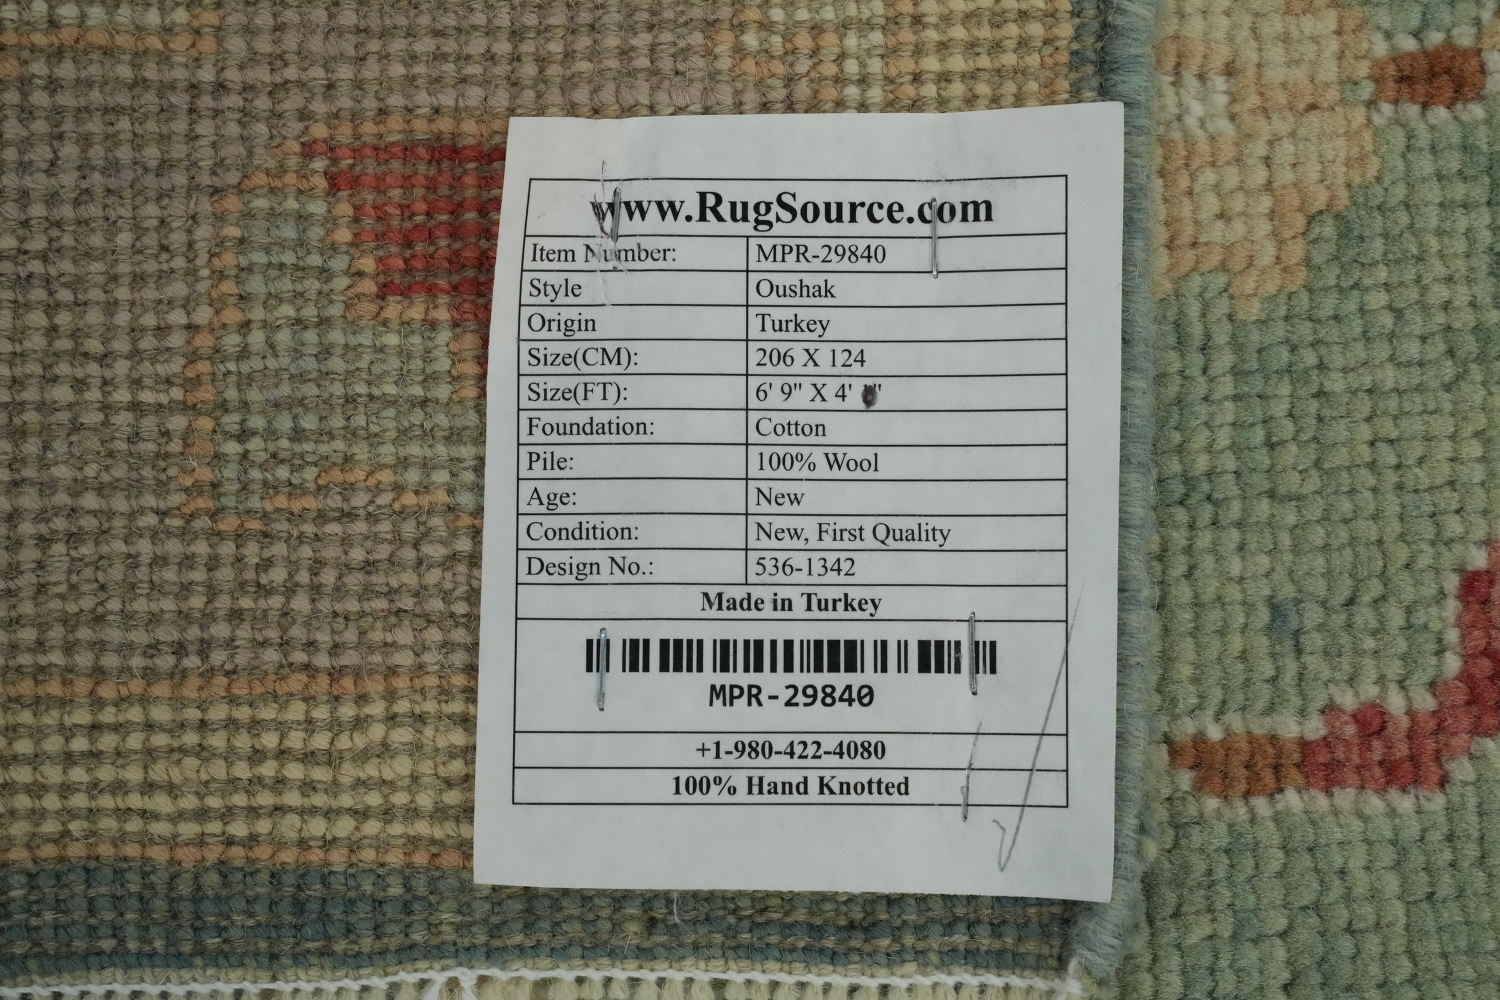 www.RugSource.com
Item Number: MPR-29840
Style Oushak
Origin Turkey
Size(CM): 206 X 124
Size(FT): 6' 9" X 4' "
Foundation: Cotton
Pile: 100% Wool
Age: New
Condition: New, First Quality
Design No.: 536-1342
Made in Turkey
MPR-29840
+1-980-422-4080
100% Hand Knotted